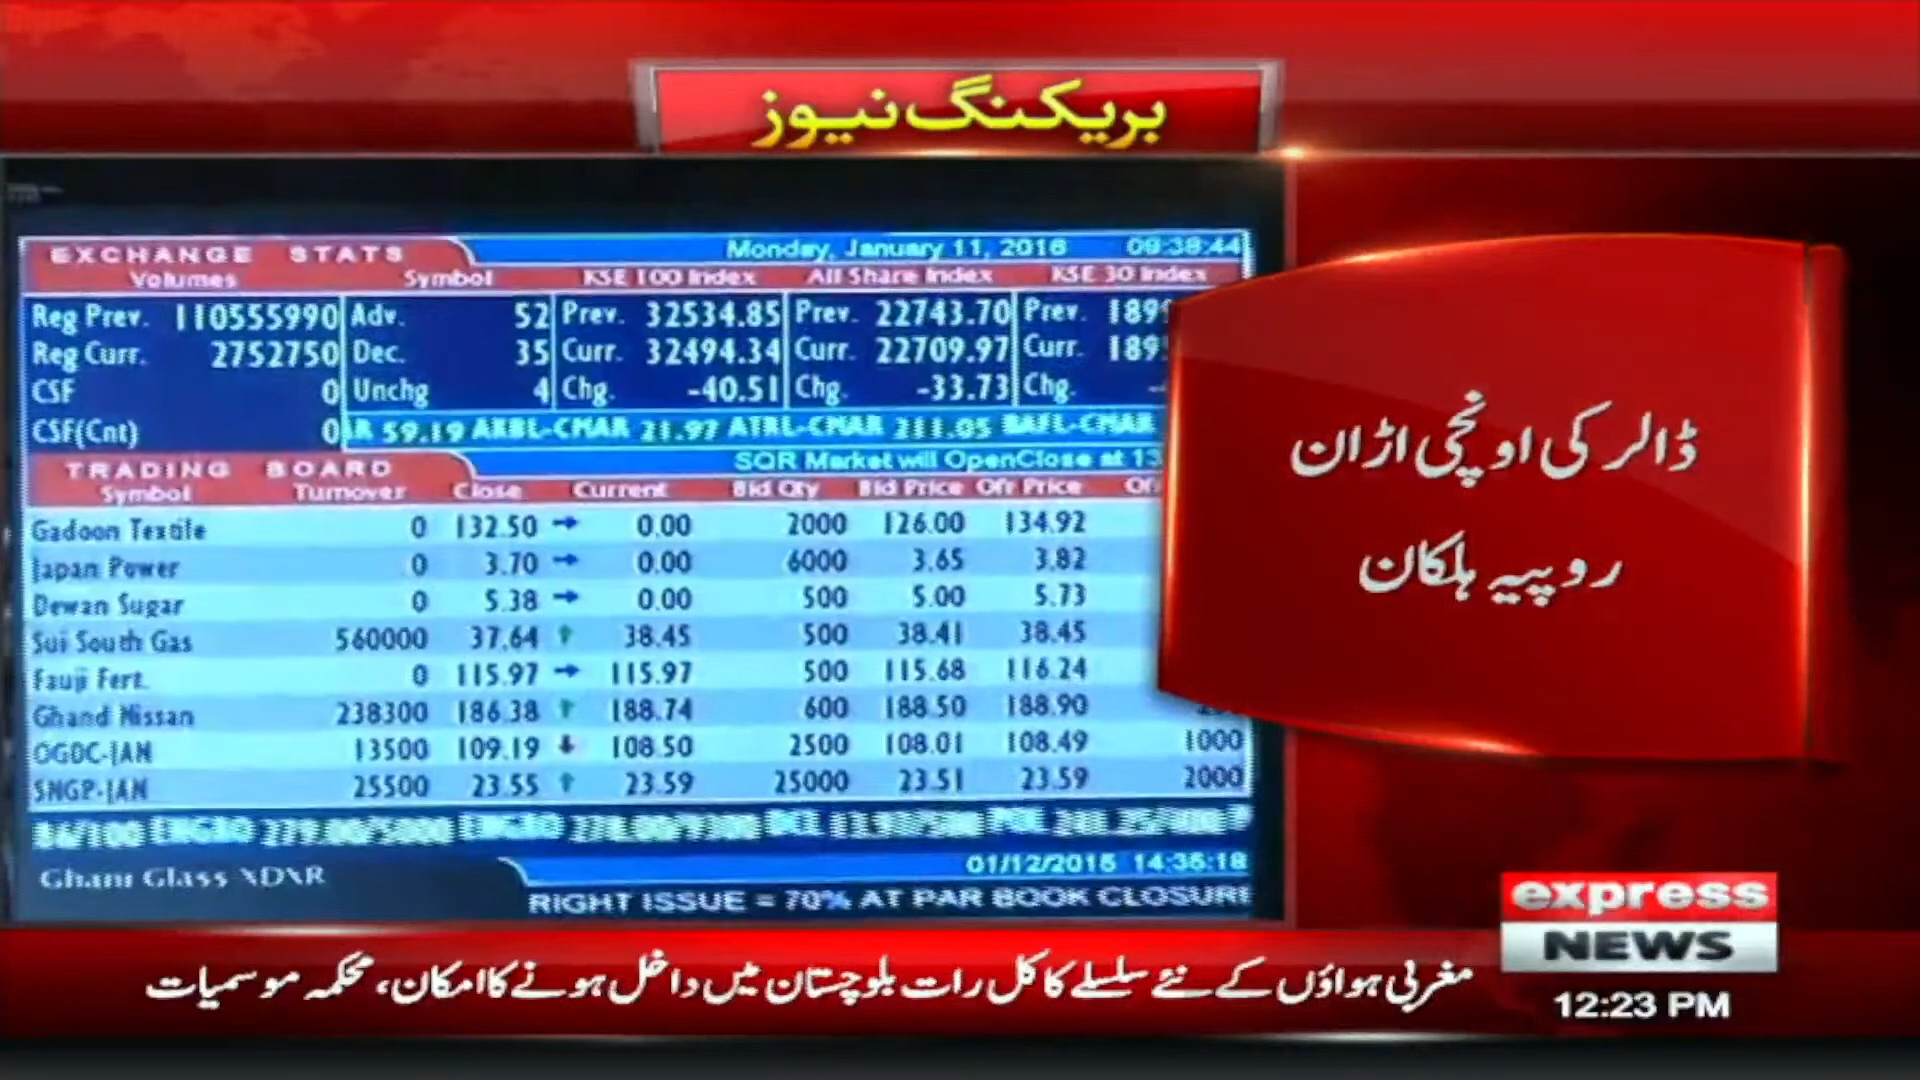 بریکنگ نیوز
EXCHANGE STATS Monday, January 11, 2016 09:38:44
Volumes Symbol KSE 100 Index All Share Index KSE 30 Index
Reg Prev. 110555990 Adv. 52 Prev. 32534.85 Prev. 22743.70 Prev. 189
Reg Curr. 2752750 Dec. 35 Curr. 32494.34 Curr. 22709.97 Curr. 189
CSF 0 Unchg 4 Chg. -40.51 Chg. -33.73 Chg. -
CSF(Cnt) 0 R 59.19 AKBL-CMAR 21.97 ATRL-CMAR 211.05 BAFL-CMAR
TRADING BOARD SQR Market will OpenClose at 13
Symbol Turnover Close Current Bid Qty Bid Price Ofr Price Of
Gadoon Textile 0 132.50 → 0.00 2000 126.00 134.92
Japan Power 0 3.70 → 0.00 6000 3.65 3.82
Dewan Sugar 0 5.38 → 0.00 500 5.00 5.73
Sui South Gas 560000 37.64 ↑ 38.45 500 38.41 38.45
Fauji Fert. 0 115.97 → 115.97 500 115.68 116.24
Ghand Nissan 238300 186.38 ↑ 188.74 600 188.50 188.90
OGDC-JAN 13500 109.19 ↓ 108.50 2500 108.01 108.49 1000
SNGP-JAN 25500 23.55 ↑ 23.59 25000 23.51 23.59 2000
01/12/2015 14:36:18
Ghani Glass XDXR
RIGHT ISSUE = 70% AT PAR BOOK CLOSUR
ڈالر کی اونچی اڑان
روپیہ ہلکان
express
NEWS
12:23 PM
مغربی ہواؤں کے نئے سلسلے کا کل رات بلوچستان میں داخل ہونے کا امکان، محکمہ موسمیات